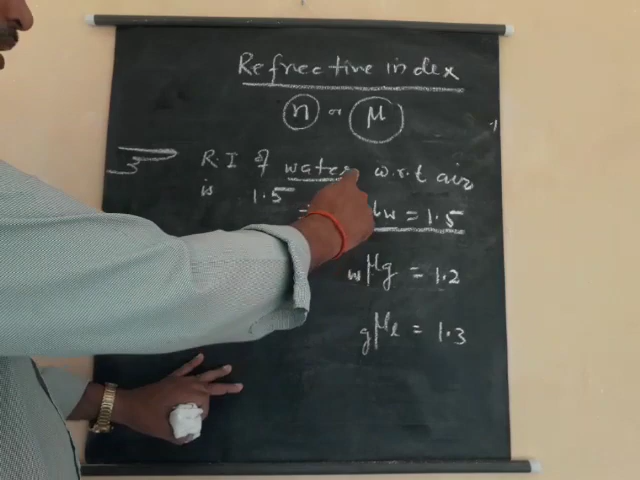 Refrective index
n or μ
R.I of water w.r.t air
is 1.5
w = 1.5
wμg = 1.2
gμl = 1.3